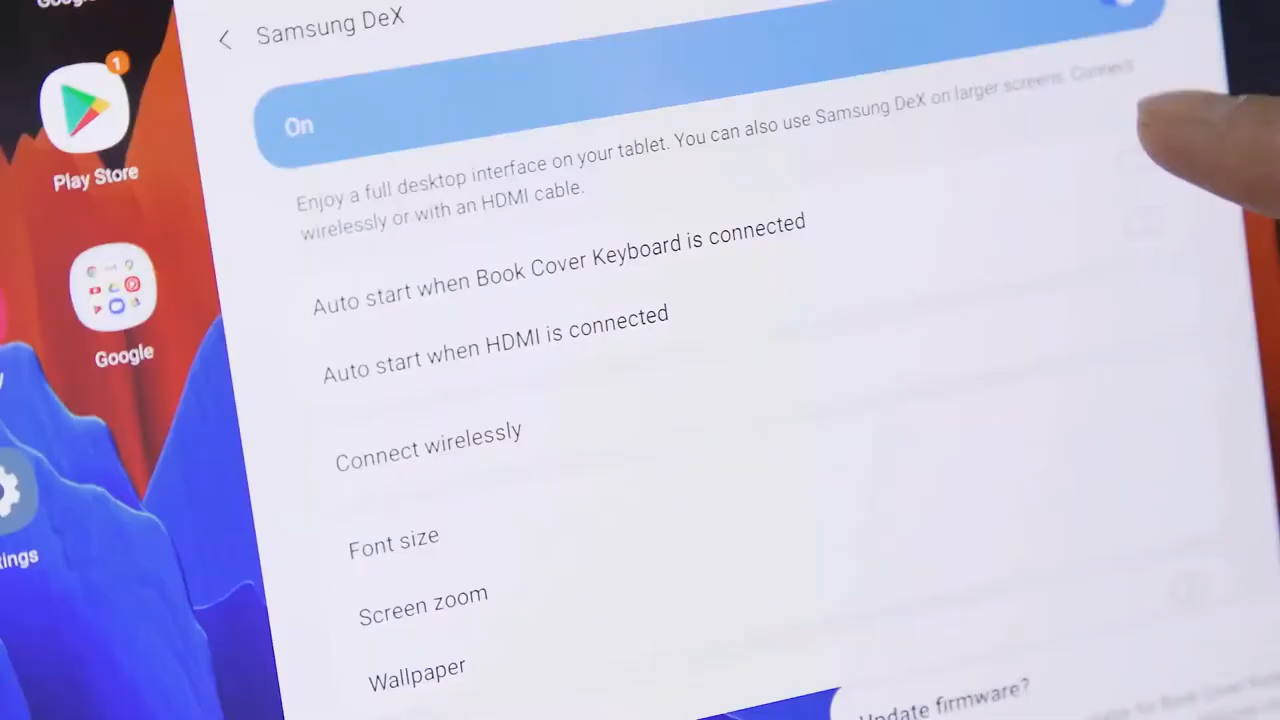 Samsung DeX
On
Enjoy a full desktop interface on your tablet. You can also use Samsung DeX on larger screens. Connect
wirelessly or with an HDMI cable.
Auto start when Book Cover Keyboard is connected
Auto start when HDMI is connected
Connect wirelessly
Font size
Screen zoom
Wallpaper
Update firmware?
1
Play Store
Google